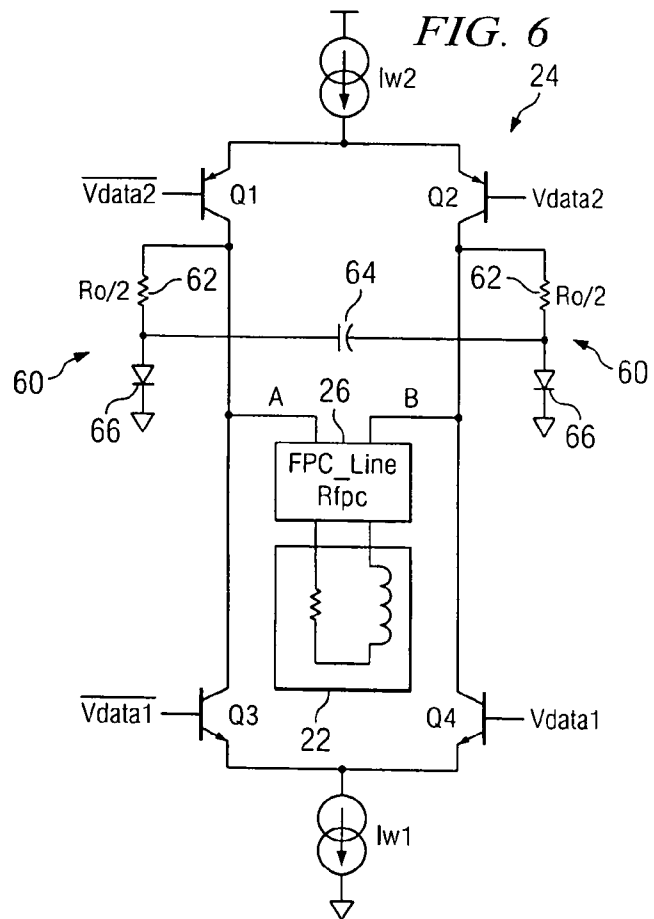 FIG. 6
Iw2
24
Vdata2
Q1
Q2
Vdata2
Ro/2
62
64
62
Ro/2
60
66
A
26
B
60
66
FPC_Line
Rfpc
Vdata1
Q3
22
Q4
Vdata1
Iw1